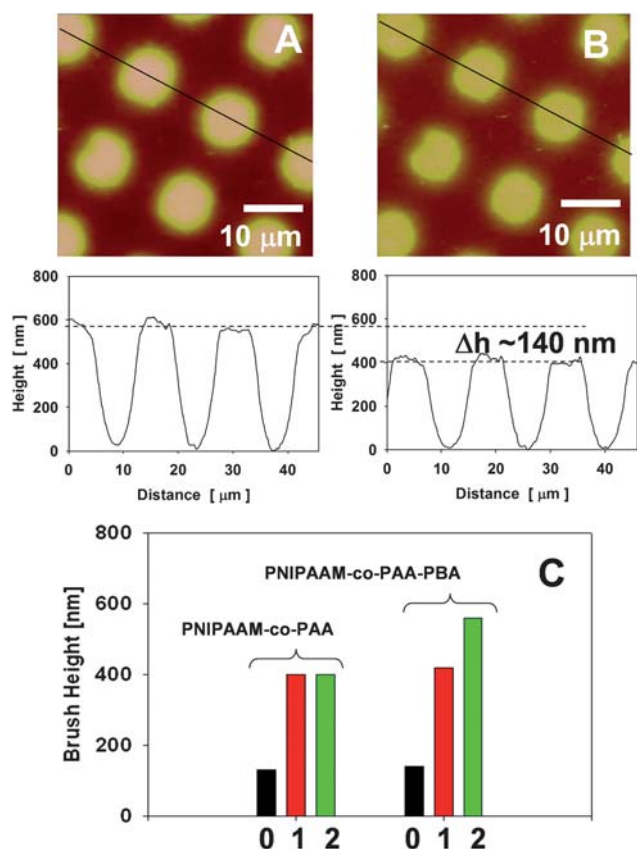 A
10 μm
B
10 μm
800
600
400
200
0
Height [ nm ]
0 10 20 30 40
Distance [ μm ]
800
600
400
200
0
Height [ nm ]
Δh ~140 nm
0 10 20 30 40
Distance [ μm ]
C
800
600
400
200
0
Brush Height [nm]
PNIPAAM-co-PAA-PBA
PNIPAAM-co-PAA
0 1 2 0 1 2